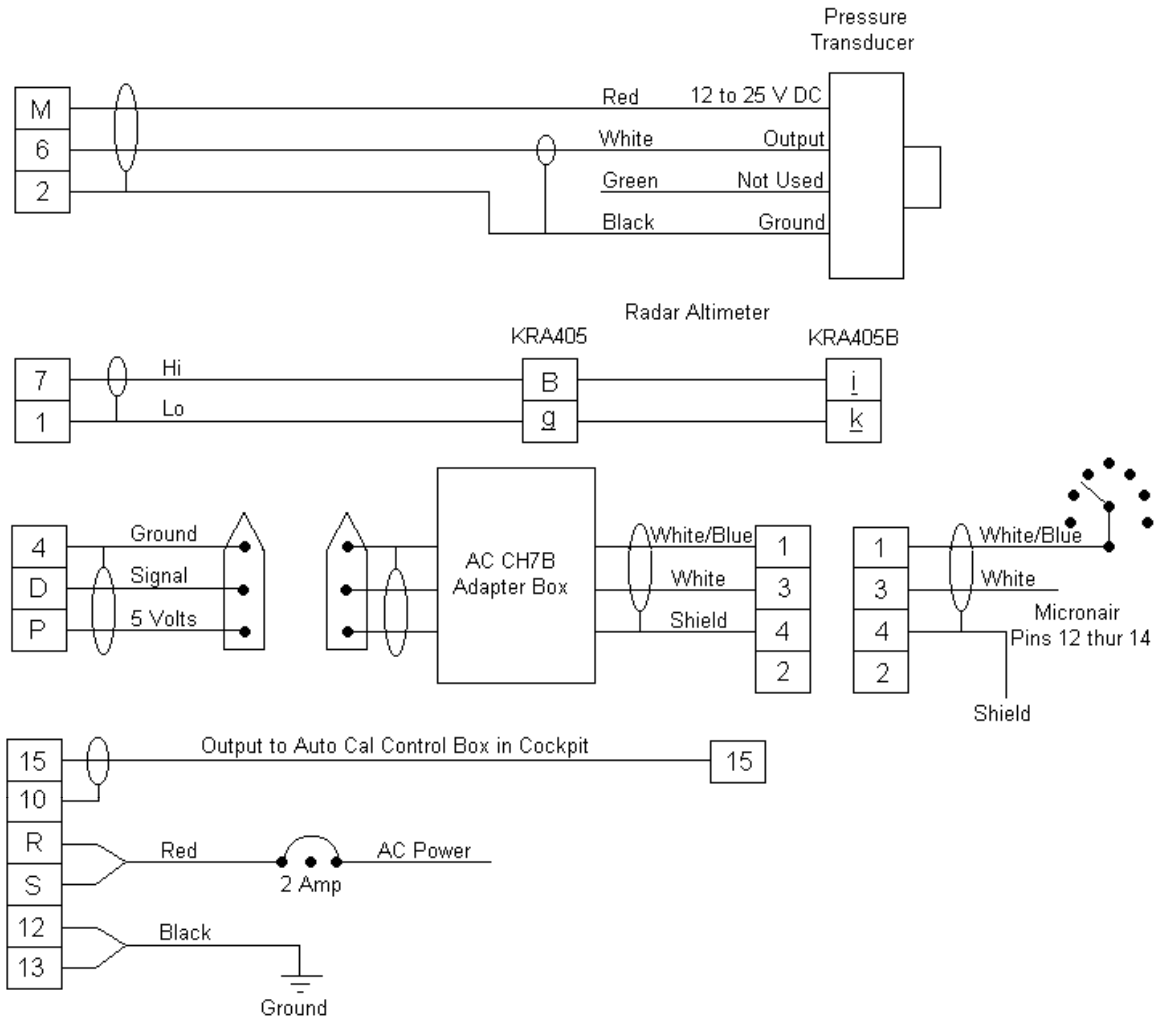 Pressure
Transducer
M
Red 12 to 25 V DC
6
White Output
2
Green Not Used
Black Ground
Radar Altimeter
KRA405 KRA405B
7 Hi B i
1 Lo g k
4 Ground White/Blue 1 1 White/Blue
AC CH7B
Adapter Box
D Signal White 3 3 White
P 5 Volts Shield 4 4
Micronair
Pins 12 thur 14
2 2
Shield
15 Output to Auto Cal Control Box in Cockpit 15
10
R
Red AC Power
S
2 Amp
12
Black
13
Ground